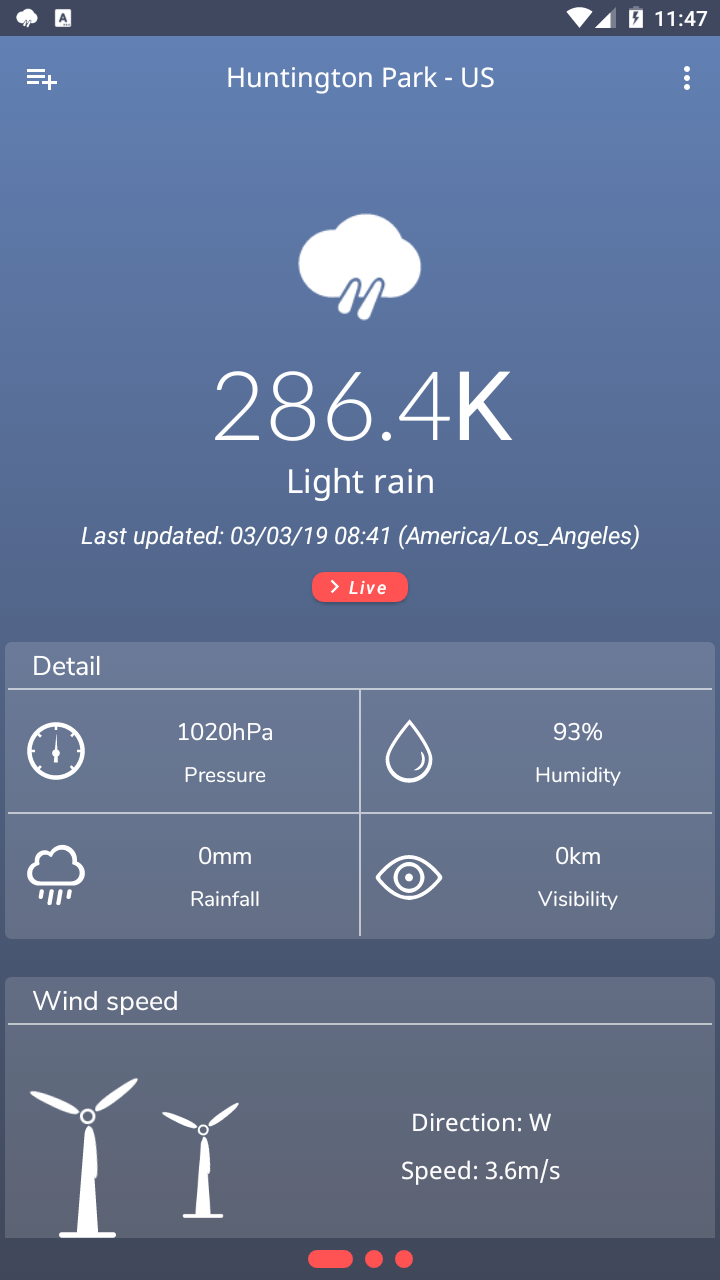 A
11:47
Huntington Park - US
286.4K
Light rain
Last updated: 03/03/19 08:41 (America/Los_Angeles)
Live
Detail
1020hPa
Pressure
93%
Humidity
0mm
Rainfall
0km
Visibility
Wind speed
Direction: W
Speed: 3.6m/s